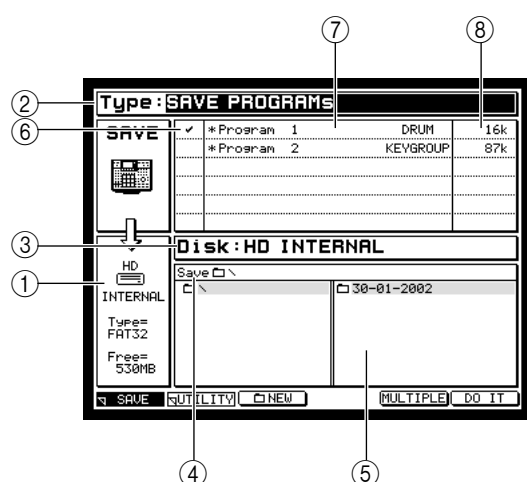 ⑦ ⑧
② Type:SAVE PROGRAMs
⑥ SAVE ✔ *Program 1 DRUM 16k
*Program 2 KEYGROUP 87k
③ Disk:HD INTERNAL
① HD
INTERNAL
Type=
FAT32
Free=
530MB
Save \
\ 30-01-2002
SAVE UTILITY NEW MULTIPLE DO IT
④ ⑤